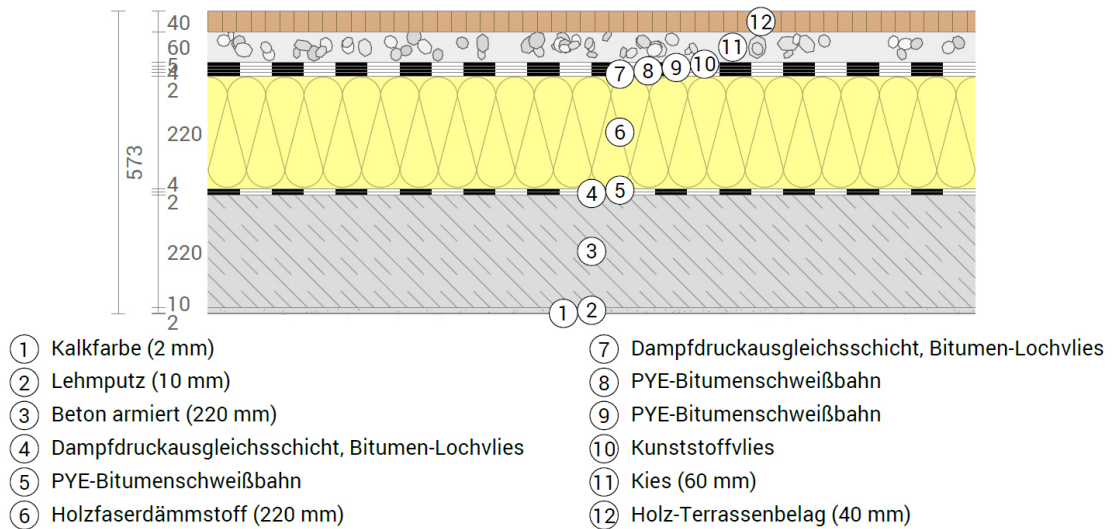 40
60
5
2
4
2
220
4
2
220
10
2
573
12
11
10
9
8
7
6
5
4
3
2
1
1 Kalkfarbe (2 mm)
2 Lehmputz (10 mm)
3 Beton armiert (220 mm)
4 Dampfdruckausgleichsschicht, Bitumen-Lochvlies
5 PYE-Bitumenschweißbahn
6 Holzfaserdämmstoff (220 mm)
7 Dampfdruckausgleichsschicht, Bitumen-Lochvlies
8 PYE-Bitumenschweißbahn
9 PYE-Bitumenschweißbahn
10 Kunststoffvlies
11 Kies (60 mm)
12 Holz-Terrassenbelag (40 mm)